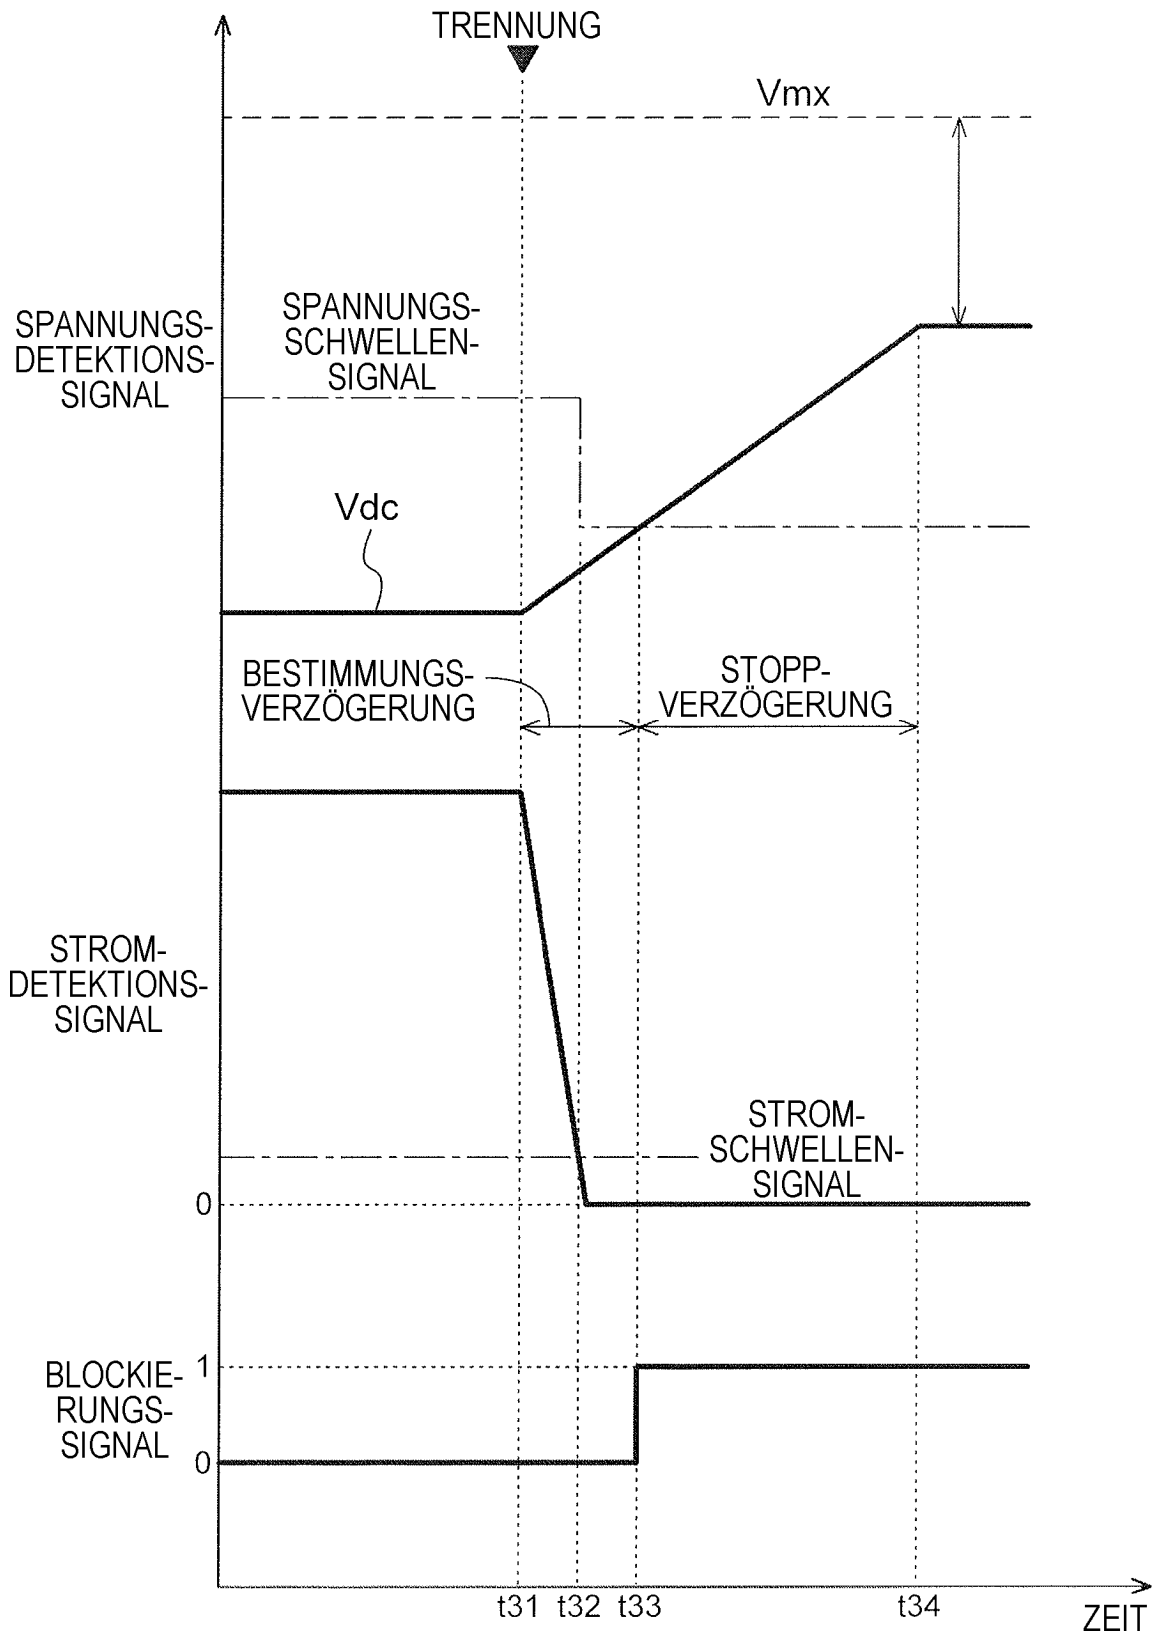 TRENNUNG
Vmx
SPANNUNGS-
SCHWELLEN-
SIGNAL
SPANNUNGS-
DETEKTIONS-
SIGNAL
Vdc
BESTIMMUNGS-
VERZÖGERUNG
STOPP-
VERZÖGERUNG
STROM-
DETEKTIONS-
SIGNAL
STROM-
SCHWELLEN-
SIGNAL
0
1
BLOCKIE-
RUNGS-
SIGNAL
0
t31 t32 t33 t34
ZEIT